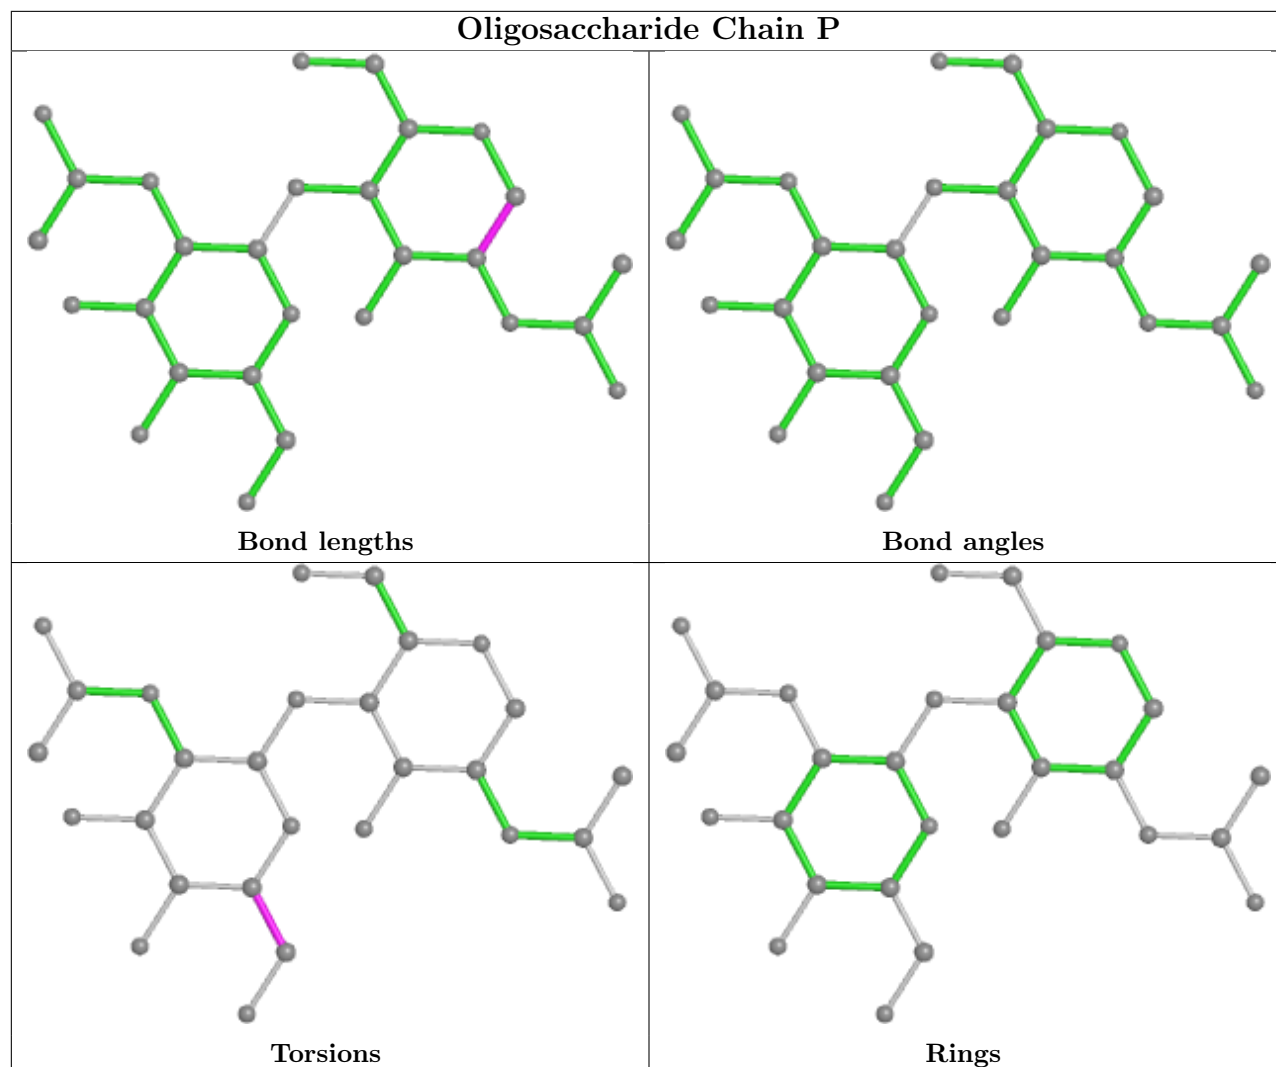 Oligosaccharide Chain P
Bond lengths
Bond angles
Torsions
Rings